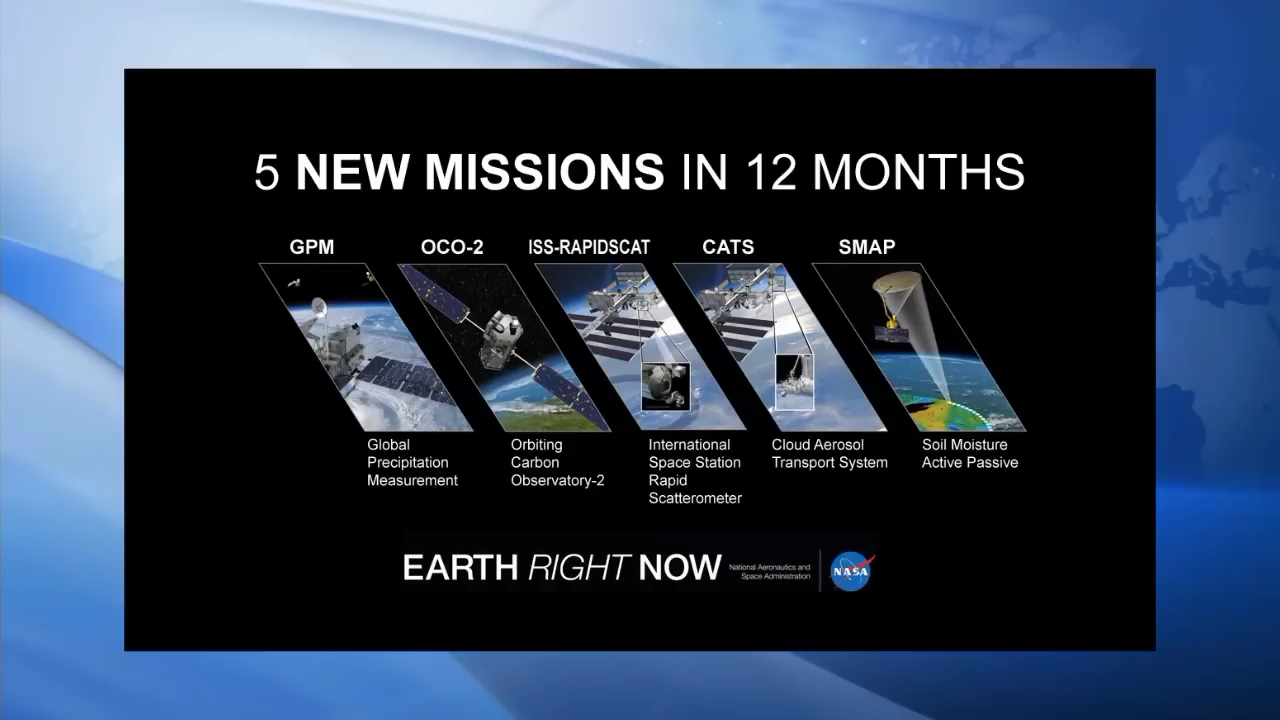 5 NEW MISSIONS IN 12 MONTHS
GPM
OCO-2
ISS-RAPIDSCAT
CATS
SMAP
Global
Precipitation
Measurement
Orbiting
Carbon
Observatory-2
International
Space Station
Rapid
Scatterometer
Cloud Aerosol
Transport System
Soil Moisture
Active Passive
EARTH RIGHT NOW
National Aeronautics and
Space Administration
NASA